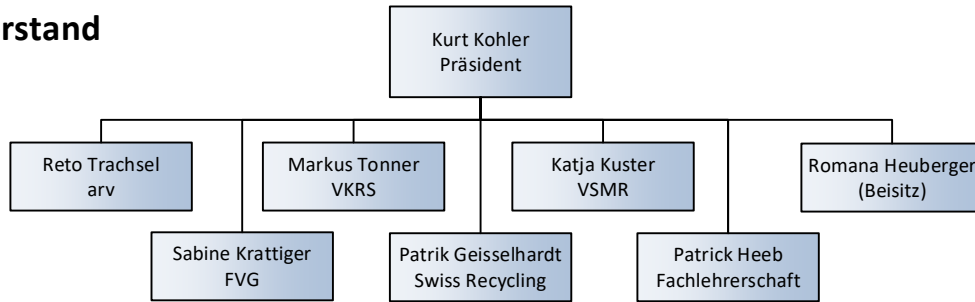 rstand
Kurt Kohler
Präsident
Reto Trachsel
arv
Markus Tonner
VKRS
Katja Kuster
VSMR
Romana Heuberger
(Beisitz)
Sabine Krattiger
FVG
Patrik Geisselhardt
Swiss Recycling
Patrick Heeb
Fachlehrerschaft